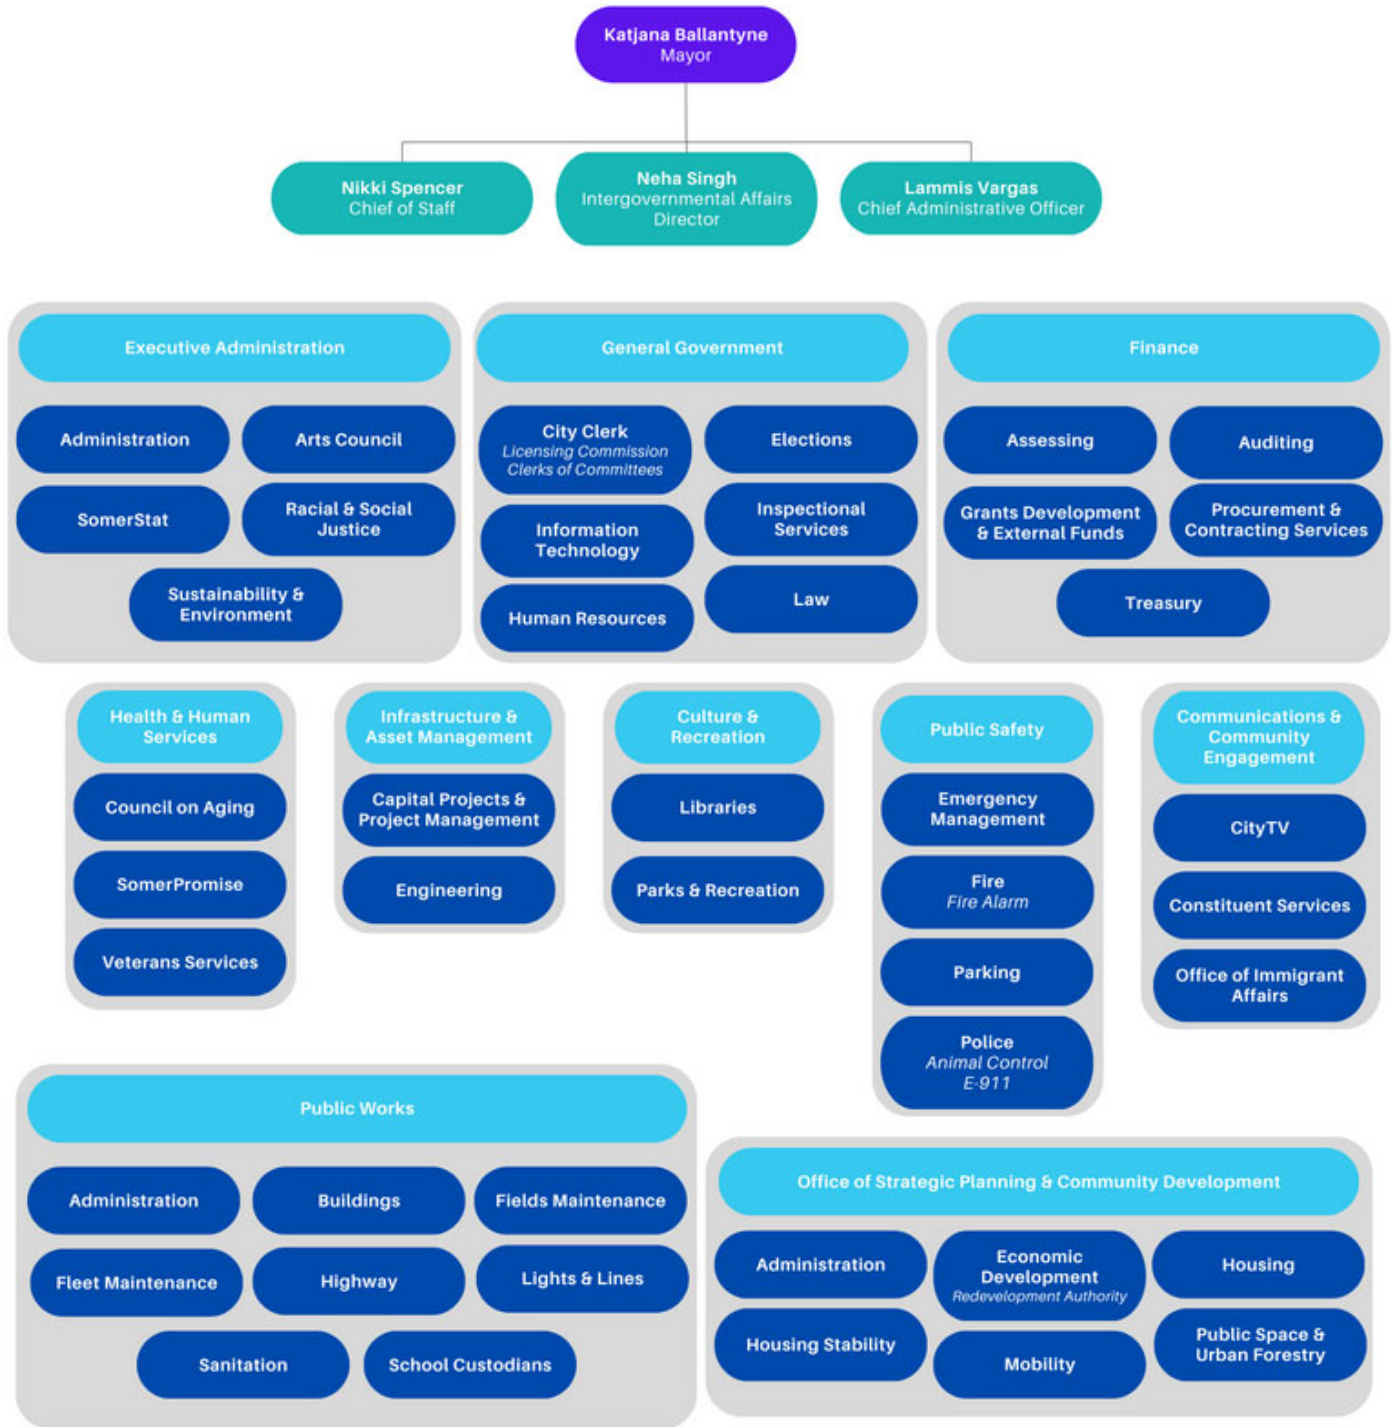 Katjana Ballantyne
Mayor
Nikki Spencer
Chief of Staff
Neha Singh
Intergovernmental Affairs
Director
Lammis Vargas
Chief Administrative Officer
Executive Administration
Administration
Arts Council
SomerStat
Racial & Social
Justice
Sustainability &
Environment
General Government
City Clerk
Licensing Commission
Clerks of Committees
Elections
Information
Technology
Inspectional
Services
Human Resources
Law
Finance
Assessing
Auditing
Grants Development
& External Funds
Procurement &
Contracting Services
Treasury
Health & Human
Services
Council on Aging
SomerPromise
Veterans Services
Infrastructure &
Asset Management
Capital Projects &
Project Management
Engineering
Culture &
Recreation
Libraries
Parks & Recreation
Public Safety
Emergency
Management
Fire
Fire Alarm
Parking
Police
Animal Control
E-911
Communications &
Community
Engagement
CityTV
Constituent Services
Office of Immigrant
Affairs
Public Works
Administration
Buildings
Fields Maintenance
Fleet Maintenance
Highway
Lights & Lines
Sanitation
School Custodians
Office of Strategic Planning & Community Development
Administration
Economic
Development
Redevelopment Authority
Housing
Housing Stability
Mobility
Public Space &
Urban Forestry